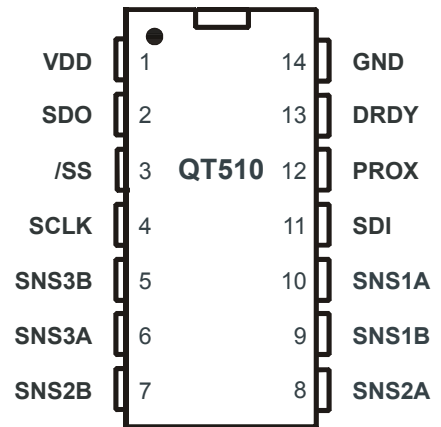 VDD 1 14 GND
SDO 2 13 DRDY
/SS 3 QT510 12 PROX
SCLK 4 11 SDI
SNS3B 5 10 SNS1A
SNS3A 6 9 SNS1B
SNS2B 7 8 SNS2A